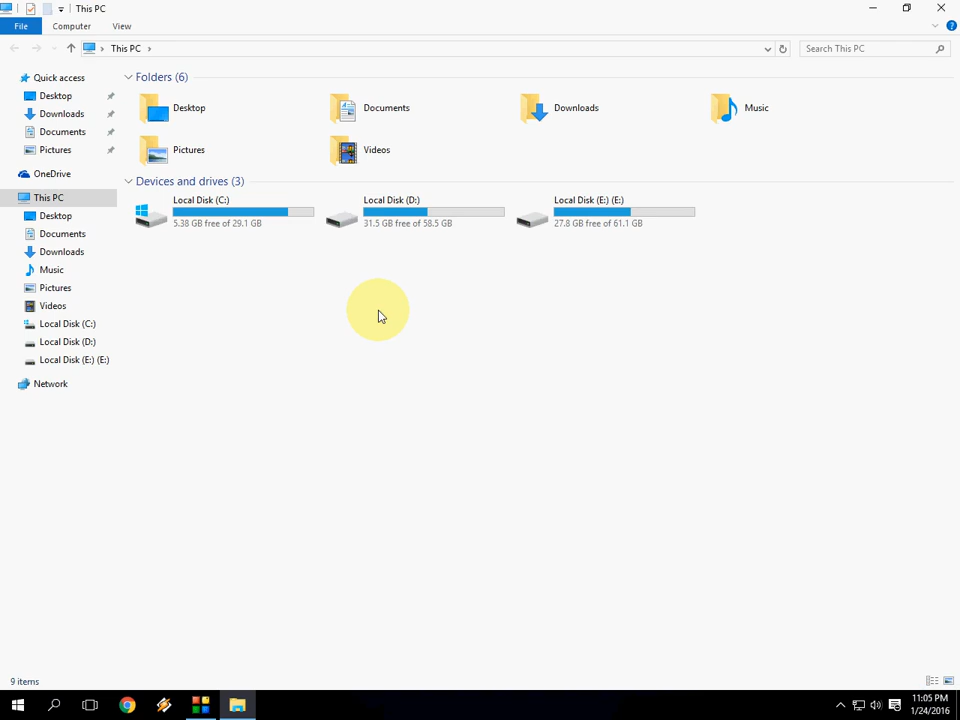 This PC
File Computer View
This PC
Search This PC
Quick access
Desktop
Downloads
Documents
Pictures
OneDrive
This PC
Desktop
Documents
Downloads
Music
Pictures
Videos
Local Disk (C:)
Local Disk (D:)
Local Disk (E:) (E:)
Network
Folders (6)
Desktop
Documents
Downloads
Music
Pictures
Videos
Devices and drives (3)
Local Disk (C:)
5.38 GB free of 29.1 GB
Local Disk (D:)
31.5 GB free of 58.5 GB
Local Disk (E:) (E:)
27.8 GB free of 61.1 GB
9 items
11:05 PM
1/24/2016